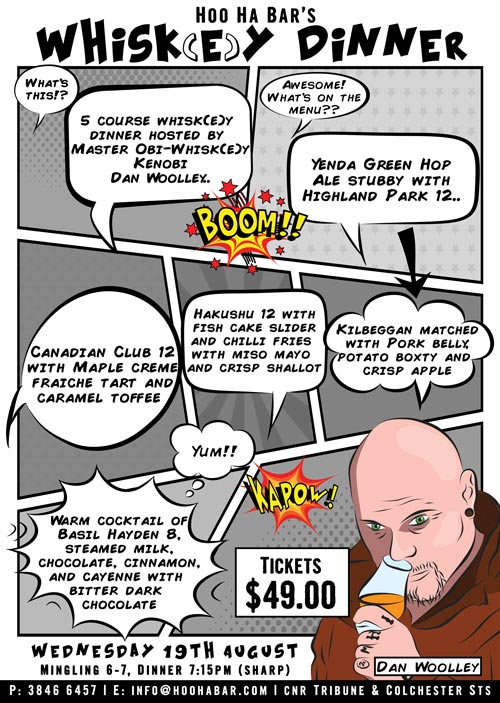 Hoo Ha Bar's
Whisk(e)y Dinner
What's
this!?
Awesome!
What's on the
menu??
5 course whisk(e)y
dinner hosted by
Master Obi-Whisk(e)y
Kenobi
Dan Woolley.
Yenda Green Hop
Ale stubby with
Highland Park 12..
BOOM!!
Canadian Club 12
with Maple creme
fraiche tart and
caramel toffee
Hakushu 12 with
fish cake slider
and chilli fries
with miso mayo
and crisp shallot
Kilbeggan matched
with Pork belly,
potato boxty and
crisp apple
Yum!!
KAPOW!
Warm cocktail of
Basil Hayden 8,
steamed milk,
chocolate, cinnamon,
and cayenne with
bitter dark
chocolate
Tickets
$49.00
Wednesday 19th August
Mingling 6-7, Dinner 7:15pm (sharp)
Dan Woolley
P: 3846 6457 | E: info@hoohabar.com | cnr Tribune & Colchester Sts